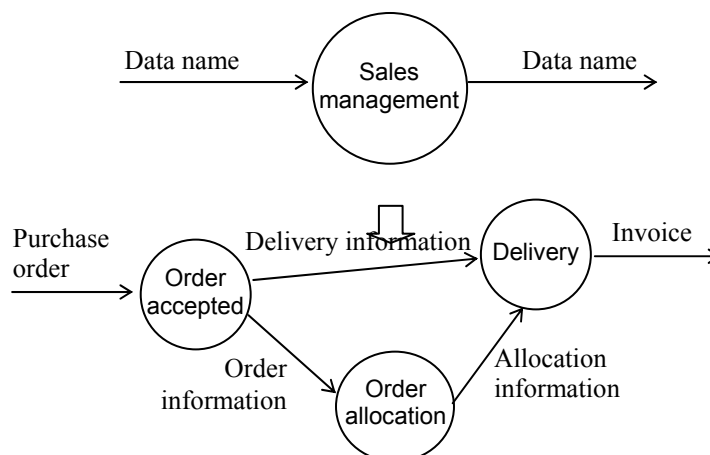 Data name
Sales
management
Data name
Purchase
order
Delivery information
Delivery
Invoice
Order
accepted
Order
information
Order
allocation
Allocation
information